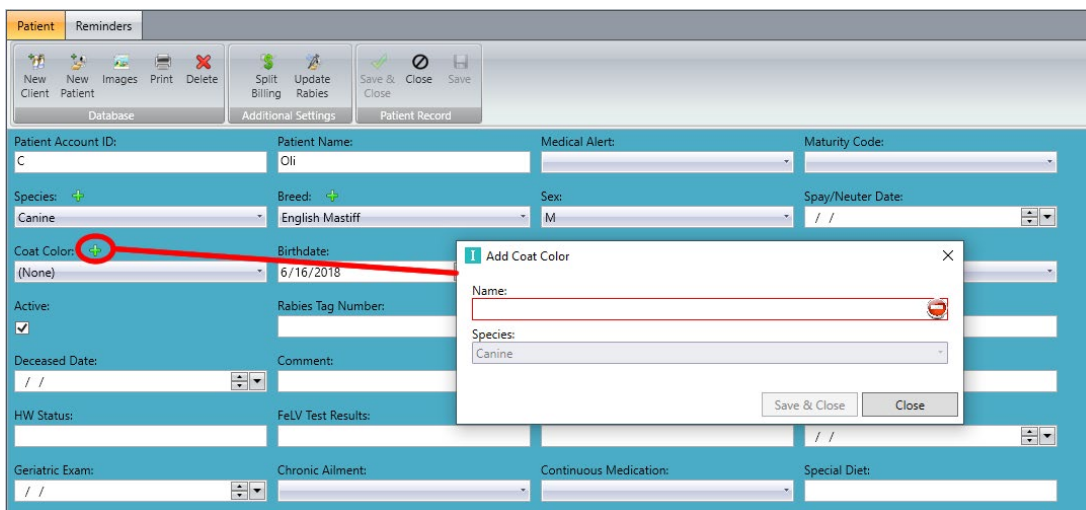 Patient Reminders
New Client New Patient Images Print Delete Split Billing Update Rabies Save & Close Close Save
Database Additional Settings Patient Record
Patient Account ID: Patient Name: Medical Alert: Maturity Code:
C Oli
Species: Breed: Sex: Spay/Neuter Date:
Canine English Mastiff M / /
Coat Color: Birthdate:
(None) 6/16/2018
I Add Coat Color
Name:
Species:
Canine
Save & Close Close
Active: Rabies Tag Number:
Deceased Date: Comment:
/ /
HW Status: FeLV Test Results:
/ /
Geriatric Exam: Chronic Ailment: Continuous Medication: Special Diet:
/ /